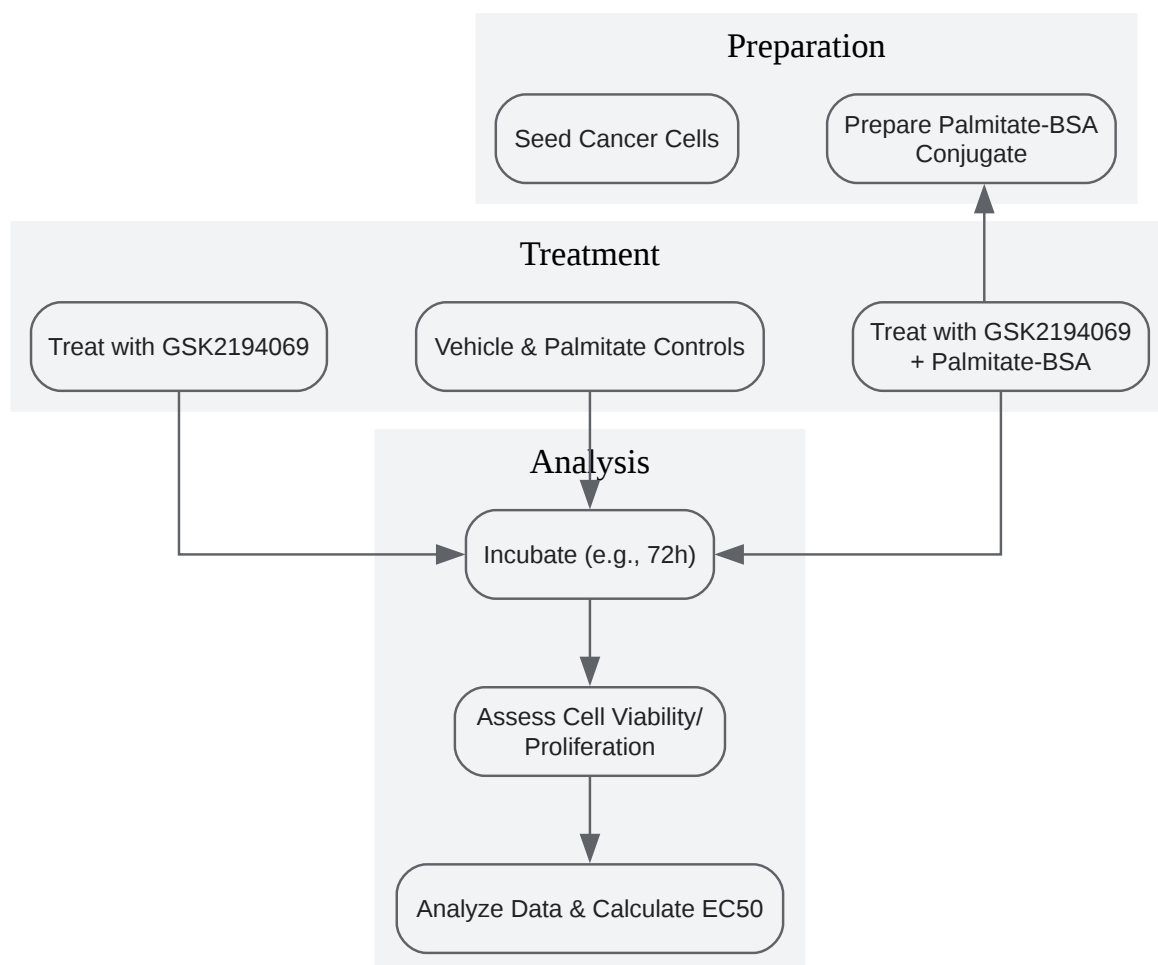 Preparation
Seed Cancer Cells
Prepare Palmitate-BSA
Conjugate
Treatment
Treat with GSK2194069
Vehicle & Palmitate Controls
Treat with GSK2194069
+ Palmitate-BSA
Analysis
Incubate (e.g., 72h)
Assess Cell Viability/
Proliferation
Analyze Data & Calculate EC50